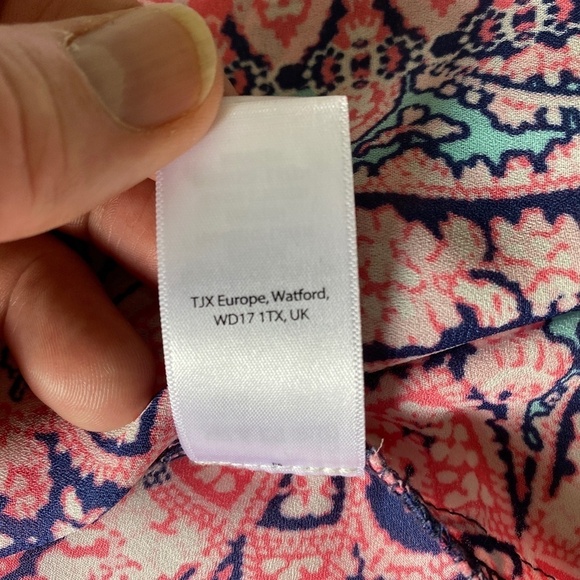 TJX Europe, Watford,
WD17 1TX, UK